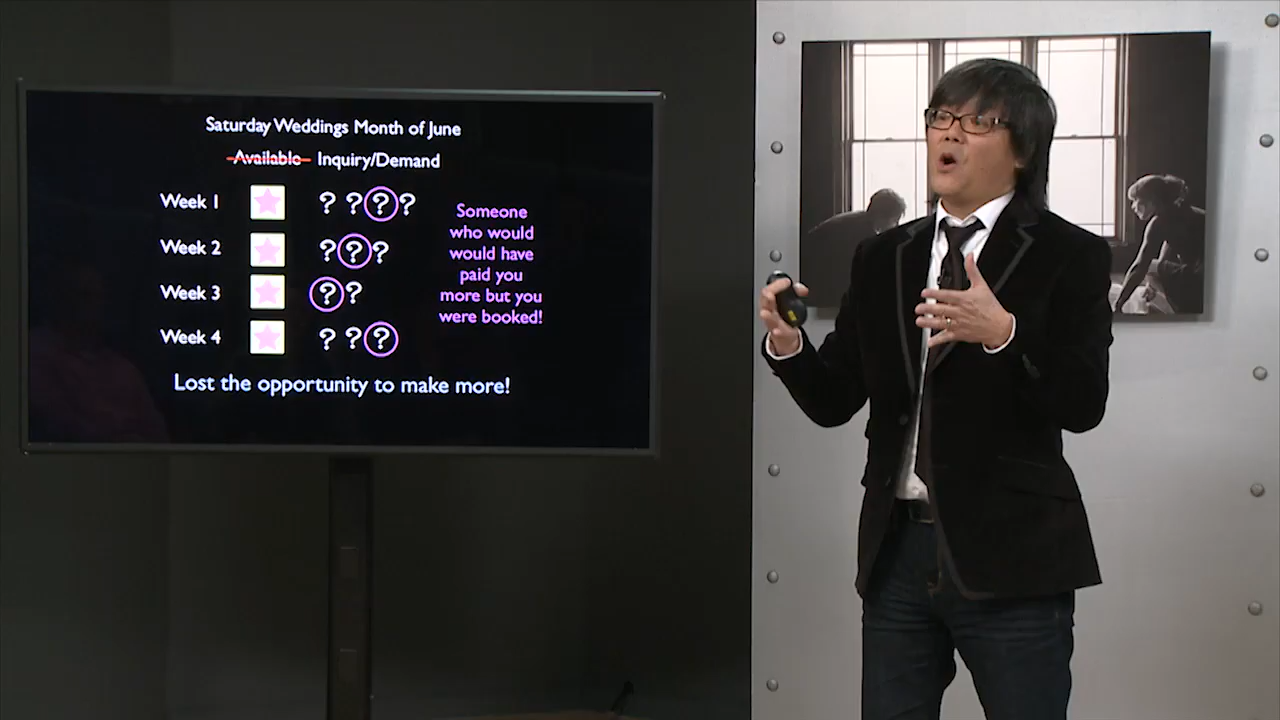 Saturday Weddings Month of June
Available Inquiry/Demand
Week 1 ? ? ? ?
Week 2 ? ? ?
Week 3 ? ?
Week 4 ? ? ?
Someone
who would
would have
paid you
more but you
were booked!
Lost the opportunity to make more!